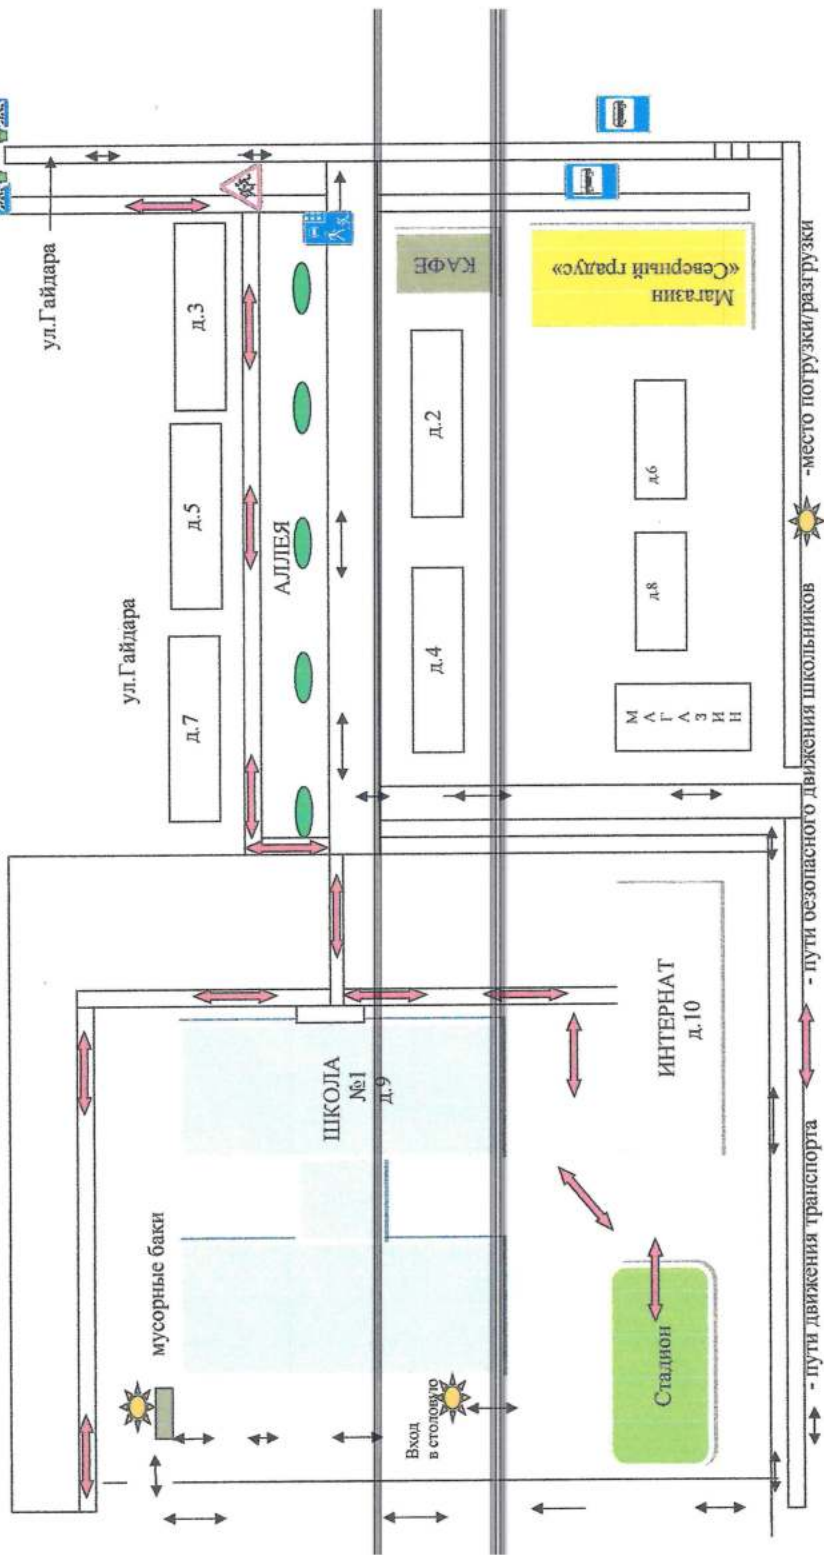 ул.Гайдара
ул.Гайдара
д.3
д.5
д.7
АЛЛЕЯ
КАФЕ
д.2
д.4
Магазин
«Северный градус»
д.6
д.8
МАГАЗИН
ШКОЛА
№1
д.9
ИНТЕРНАТ
д.10
мусорные баки
Вход
в столовую
Стадион
- пути движения транспорта
- пути безопасного движения школьников
-место погрузки/разгрузки